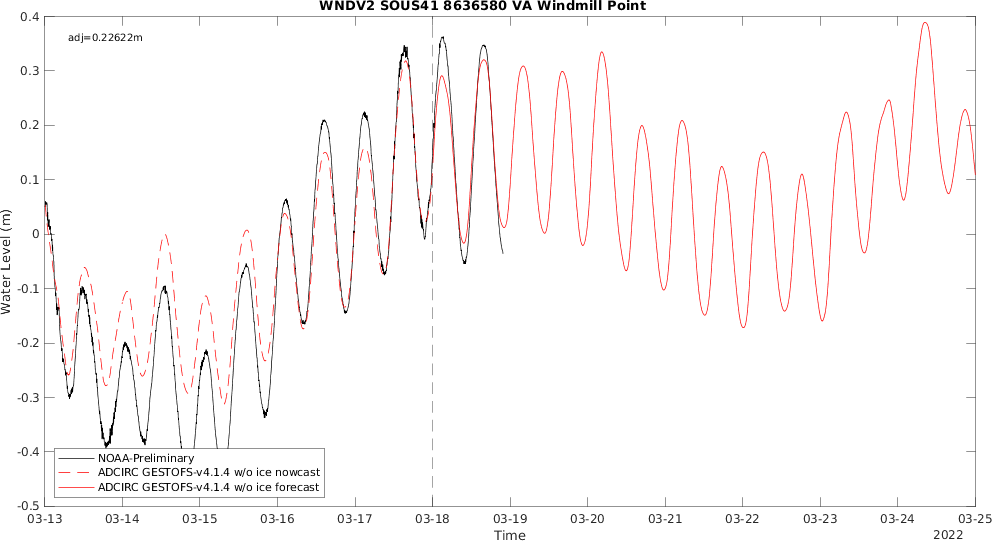 WNDV2 SOUS41 8636580 VA Windmill Point
adj=0.22622m
0.4
0.3
0.2
0.1
0
-0.1
-0.2
-0.3
-0.4
-0.5
Water Level (m)
NOAA-Preliminary
ADCIRC GESTOFS-v4.1.4 w/o ice nowcast
ADCIRC GESTOFS-v4.1.4 w/o ice forecast
03-13 03-14 03-15 03-16 03-17 03-18 03-19 03-20 03-21 03-22 03-23 03-24 03-25
Time
2022